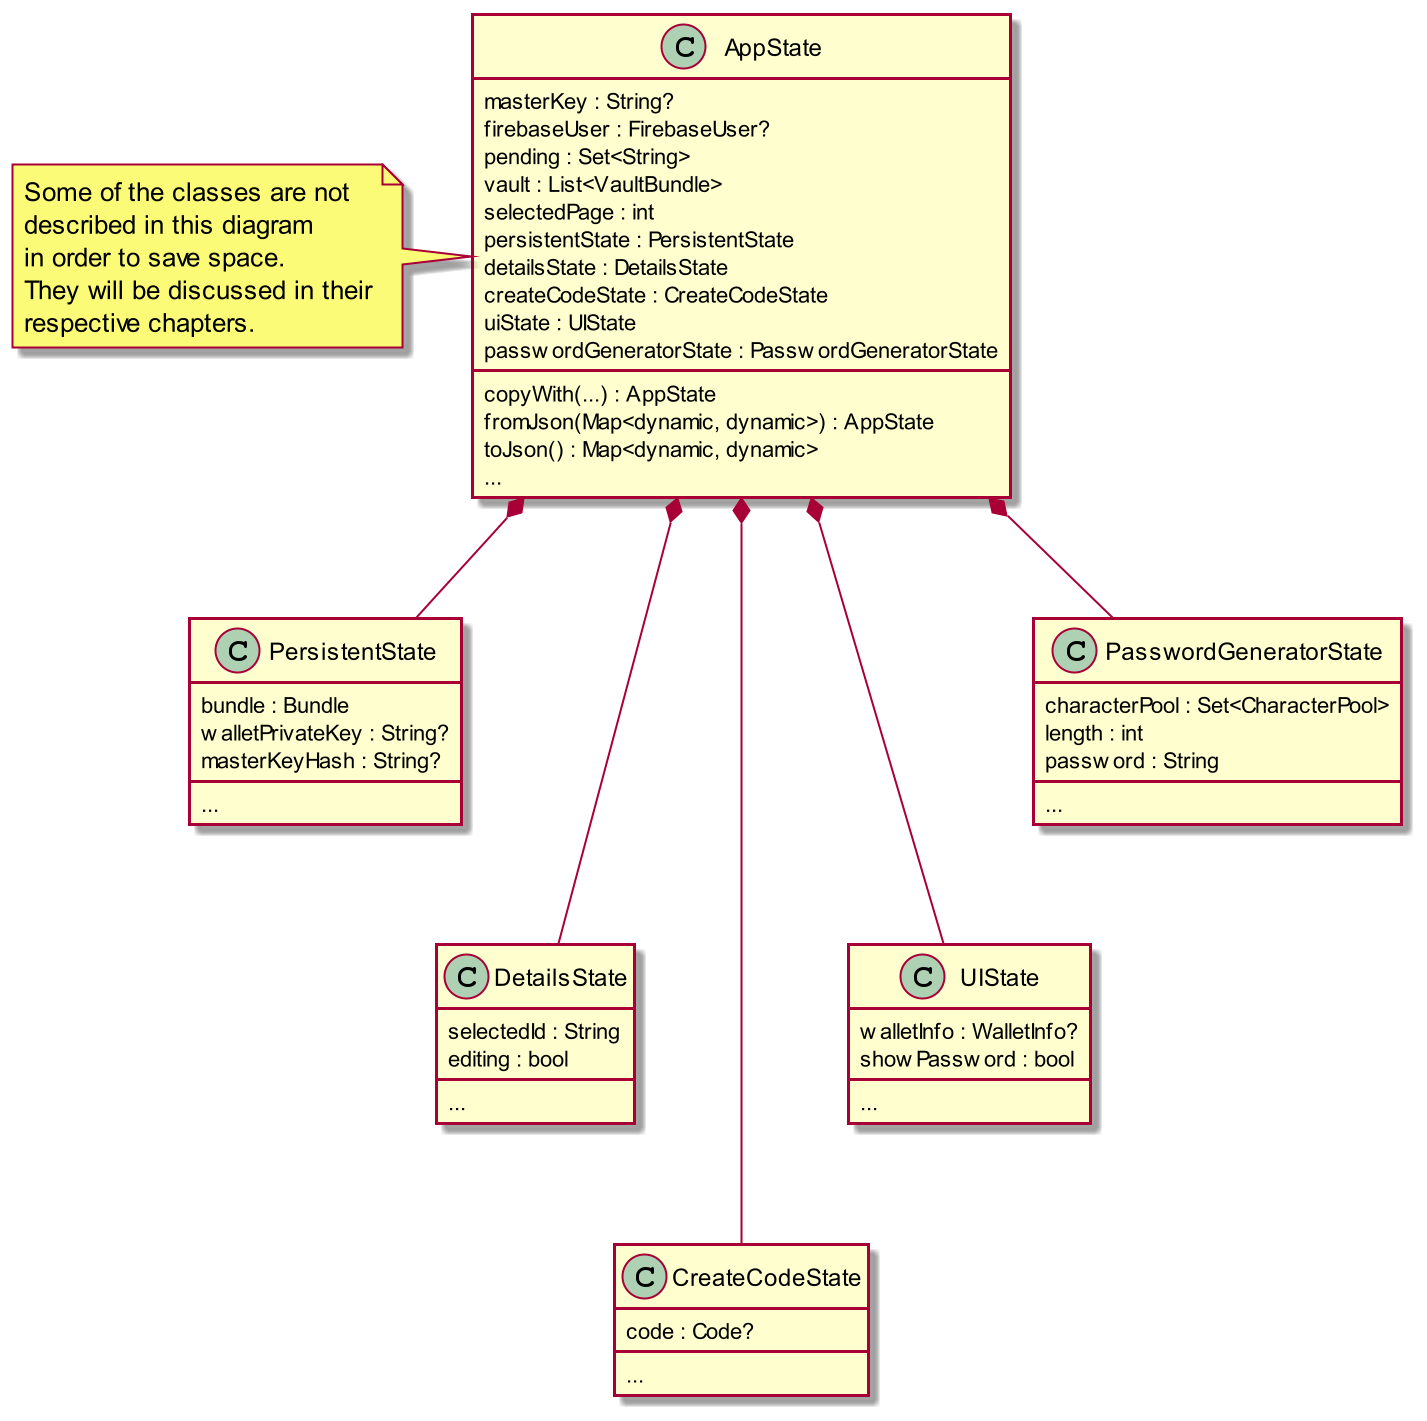 C AppState
masterKey : String?
firebaseUser : FirebaseUser?
pending : Set<String>
vault : List<VaultBundle>
selectedPage : int
persistentState : PersistentState
detailsState : DetailsState
createCodeState : CreateCodeState
uiState : UIState
passwordGeneratorState : PasswordGeneratorState
copyWith(...) : AppState
fromJson(Map<dynamic, dynamic>) : AppState
toJson() : Map<dynamic, dynamic>
...
Some of the classes are not
described in this diagram
in order to save space.
They will be discussed in their
respective chapters.
C PersistentState
bundle : Bundle
walletPrivateKey : String?
masterKeyHash : String?
...
C PasswordGeneratorState
characterPool : Set<CharacterPool>
length : int
password : String
...
C DetailsState
selectedId : String
editing : bool
...
C UIState
walletInfo : WalletInfo?
showPassword : bool
...
C CreateCodeState
code : Code?
...